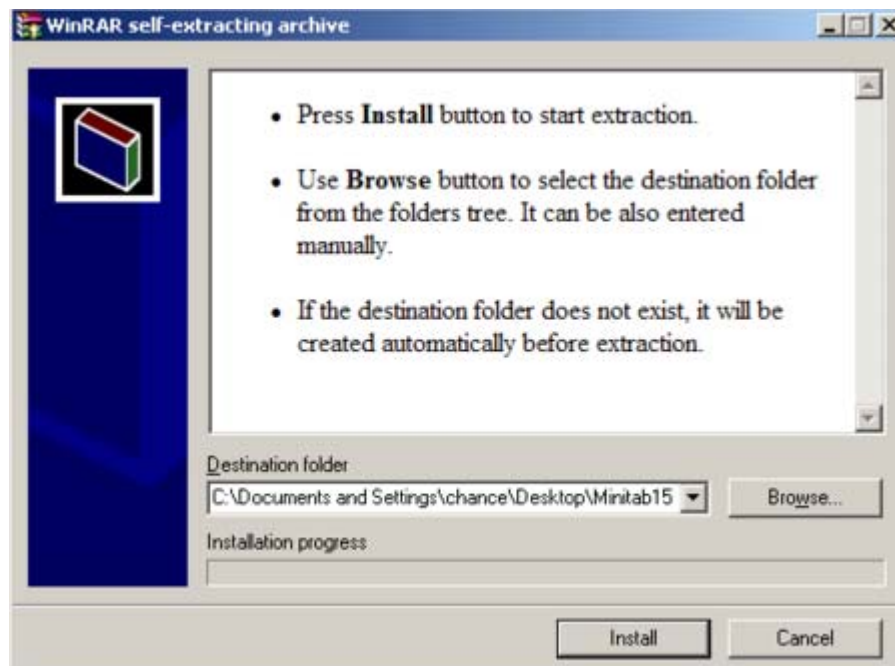 WinRAR self-extracting archive
• Press Install button to start extraction.
• Use Browse button to select the destination folder
from the folders tree. It can be also entered
manually.
• If the destination folder does not exist, it will be
created automatically before extraction.
Destination folder
C:\Documents and Settings\chance\Desktop\Minitab15
Browse...
Installation progress
Install
Cancel